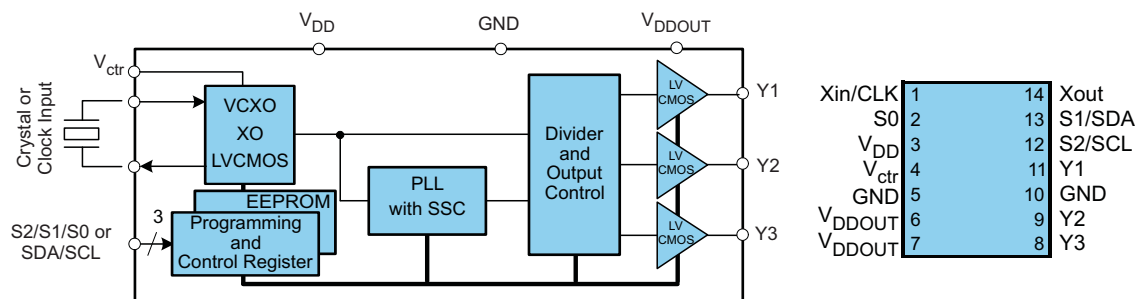 VDD
GND
VDDOUT
Vctr
Crystal or
Clock Input
VCXO
XO
LVCMOS
EEPROM
Programming
and
Control Register
S2/S1/S0 or
SDA/SCL
3
PLL
with SSC
Divider
and
Output
Control
LV
CMOS
Y1
LV
CMOS
Y2
LV
CMOS
Y3
Xin/CLK 1 14 Xout
S0 2 13 S1/SDA
VDD 3 12 S2/SCL
Vctr 4 11 Y1
GND 5 10 GND
VDDOUT 6 9 Y2
VDDOUT 7 8 Y3